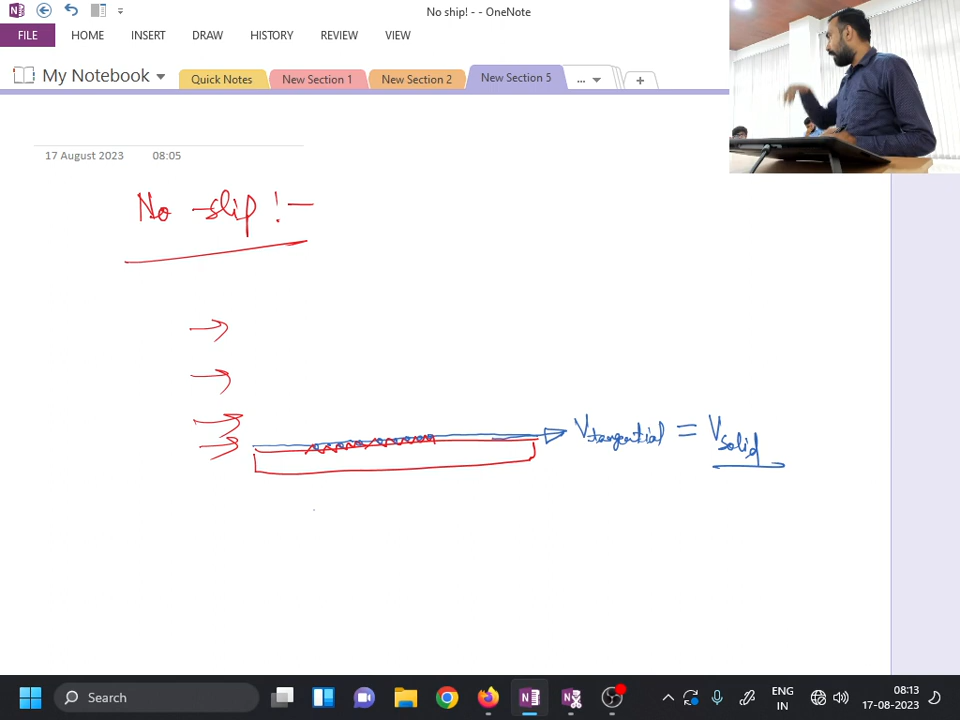 No ship! - - OneNote
FILE HOME INSERT DRAW HISTORY REVIEW VIEW
My Notebook Quick Notes New Section 1 New Section 2 New Section 5 ... +
17 August 2023 08:05
No slip! -
Vtangential = Vsolid
Search ENG 08:13
IN 17-08-2023